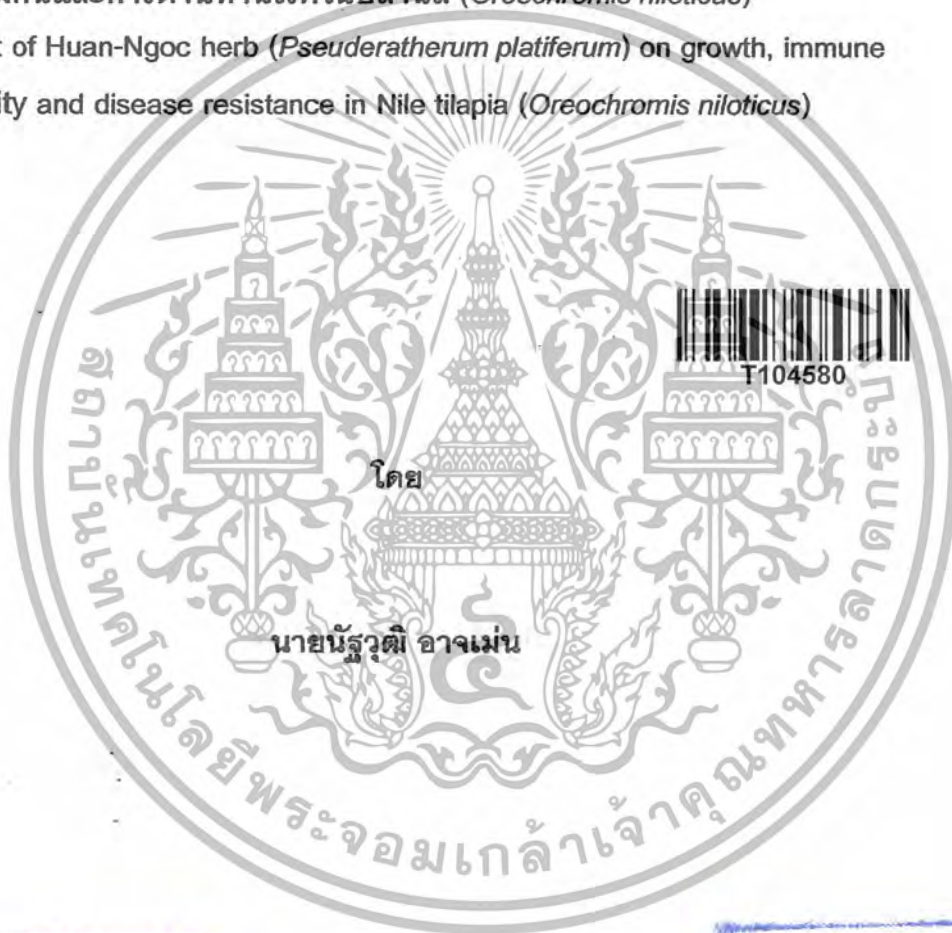 (Oreochromis niloticus)
of Huan-Ngoc herb (Pseuderatherum platiferum) on growth, immune
ity and disease resistance in Nile tilapia (Oreochromis niloticus)
T104580
โดย
นายนัฐวุฒิ อาจเม่น
๔
สถาบันเทคโนโลยีพระจอมเกล้าเจ้าคุณทหารลาดกระบัง